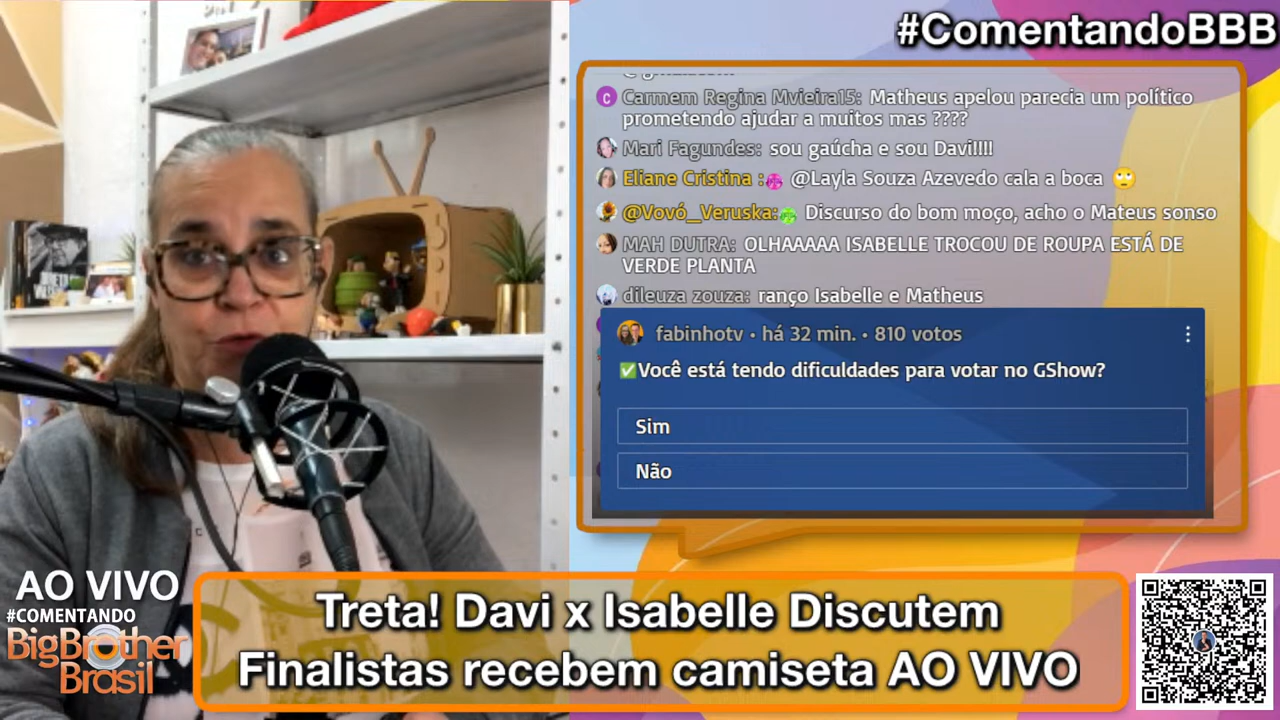 #ComentandoBBB
C Carmem Regina Mvieira15: Matheus apelou parecia um político
prometendo ajudar a muitos mas ????
Mari Fagundes: sou gaúcha e sou Davi!!!!
Eliane Cristina : @Layla Souza Azevedo cala a boca 🙄
@Vovó_Veruska: Discurso do bom moço, acho o Mateus sonso
MAH DUTRA: OLHAAAAA ISABELLE TROCOU DE ROUPA ESTÁ DE
VERDE PLANTA
dileuza zouza: ranço Isabelle e Matheus
fabinhotv • há 32 min. • 810 votos
✅Você está tendo dificuldades para votar no GShow?
Sim
Não
AO VIVO
#COMENTANDO
BigBrother
Brasil
Treta! Davi x Isabelle Discutem
Finalistas recebem camiseta AO VIVO